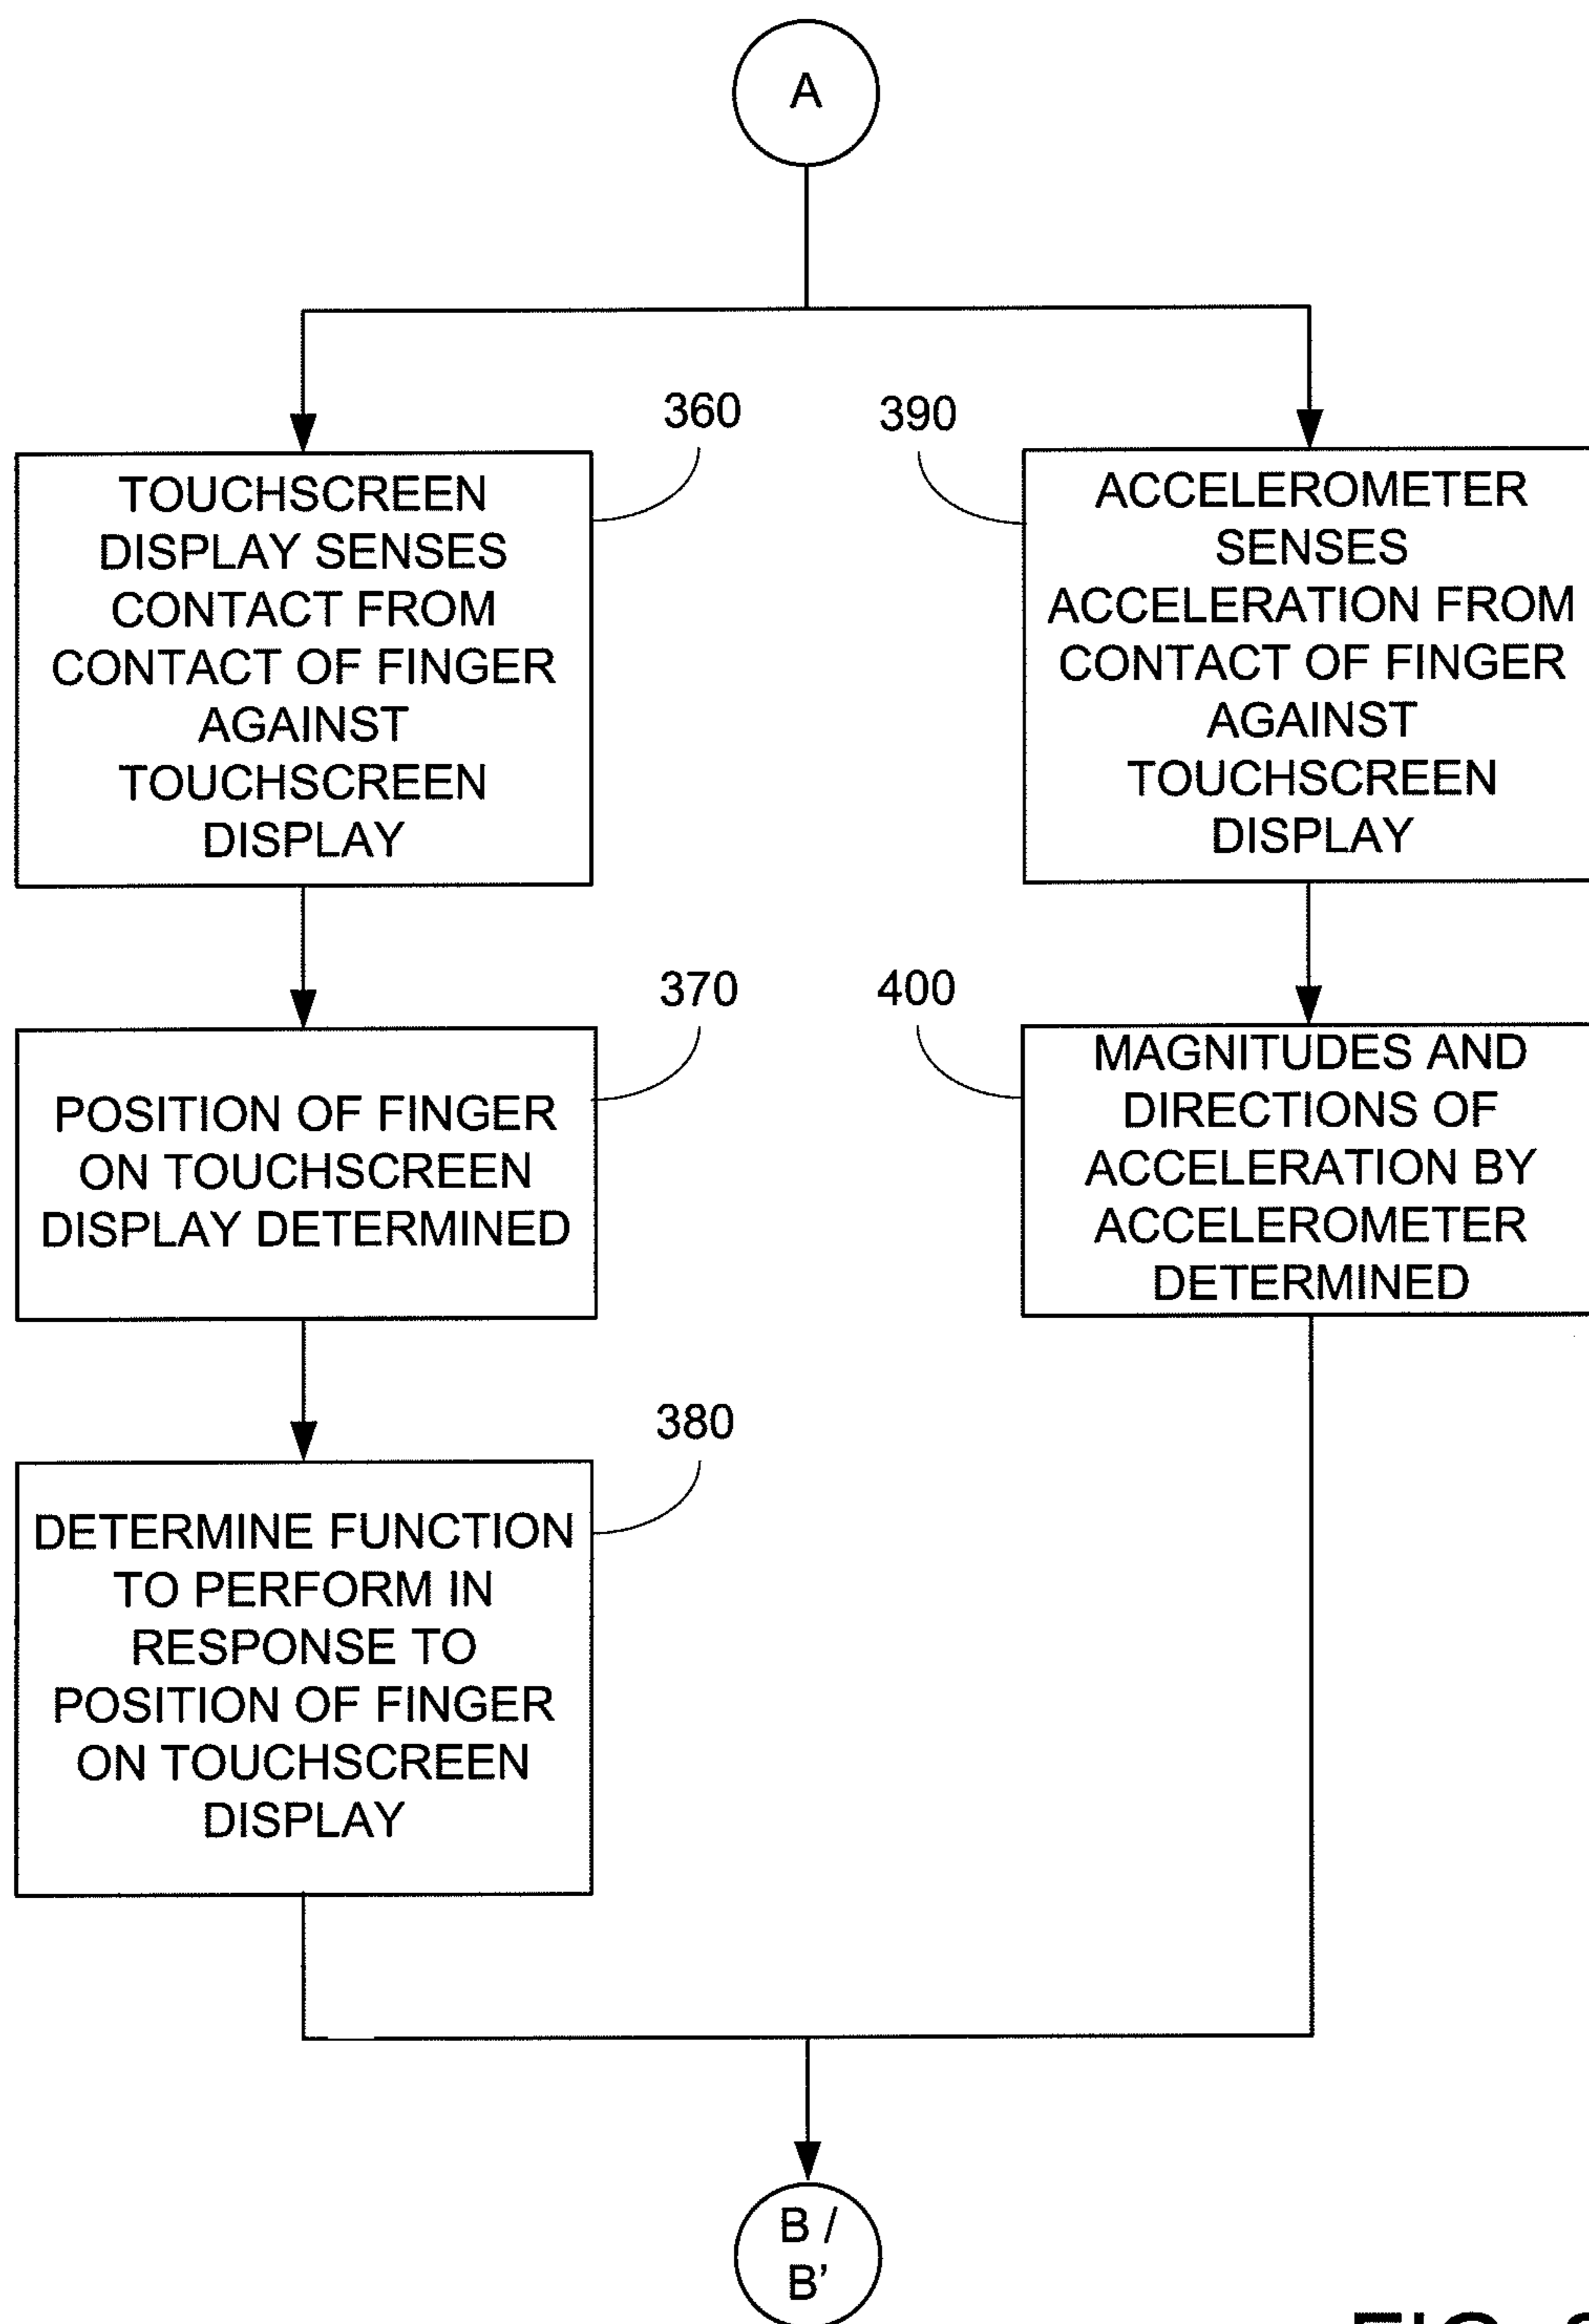 A
360
TOUCHSCREEN
DISPLAY SENSES
CONTACT FROM
CONTACT OF FINGER
AGAINST
TOUCHSCREEN
DISPLAY
370
POSITION OF FINGER
ON TOUCHSCREEN
DISPLAY DETERMINED
380
DETERMINE FUNCTION
TO PERFORM IN
RESPONSE TO
POSITION OF FINGER
ON TOUCHSCREEN
DISPLAY
390
ACCELEROMETER
SENSES
ACCELERATION FROM
CONTACT OF FINGER
AGAINST
TOUCHSCREEN
DISPLAY
400
MAGNITUDES AND
DIRECTIONS OF
ACCELERATION BY
ACCELEROMETER
DETERMINED
B /
B’